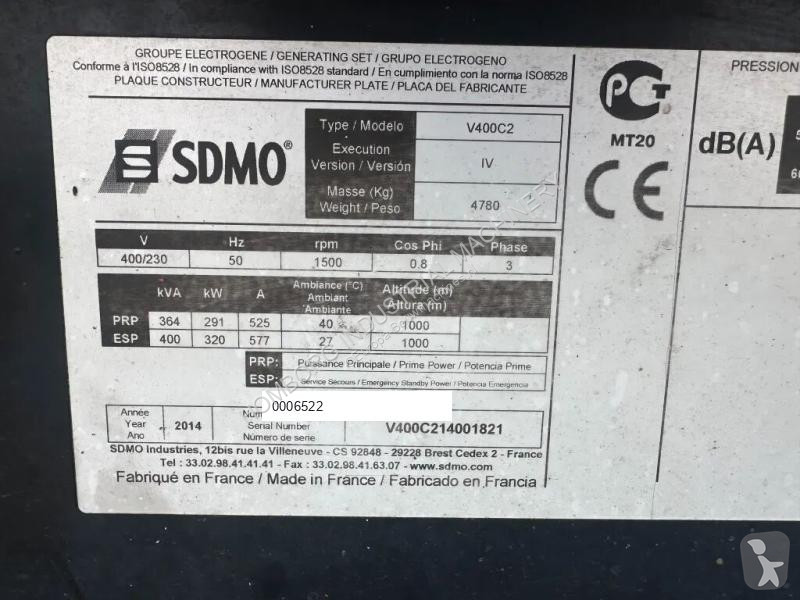 GROUPE ELECTROGENE / GENERATING SET / GRUPO ELECTROGENO
Conforme à l'ISO8528 / In compliance with ISO8528 standard / En cumplimiento con la norma ISO8528
PLAQUE CONSTRUCTEUR / MANUFACTURER PLATE / PLACA DEL FABRICANTE
SDMO®
Type / Modelo V400C2
Execution
Version / Versión IV
Masse (Kg)
Weight / Peso 4780
PCT
MT20
CE
PRESSION
dB(A)
V Hz rpm Cos Phi Phase
400/230 50 1500 0.8 3
kVA kW A Ambiance (°C) Altitude (m)
Ambiant Altura (m)
Ambiante
PRP 364 291 525 40 1000
ESP 400 320 577 27 1000
PRP: Puissance Principale / Prime Power / Potencia Prime
ESP: Service Secours / Emergency Standby Power / Potencia Emergencia
0006522
Année
Year 2014 Serial Number V400C214001821
Ano Número de serie
SDMO Industries, 12bis rue la Villeneuve - CS 92848 - 29228 Brest Cedex 2 - France
Tel : 33.02.98.41.41.41 - Fax : 33.02.98.41.63.07 - www.sdmo.com
Fabriqué en France / Made in France / Fabricado en Francia